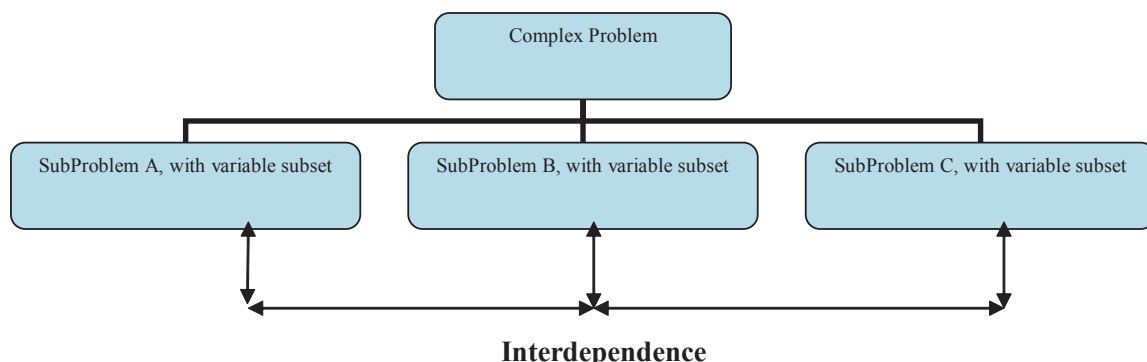 Complex Problem
SubProblem A, with variable subset
SubProblem B, with variable subset
SubProblem C, with variable subset
Interdependence